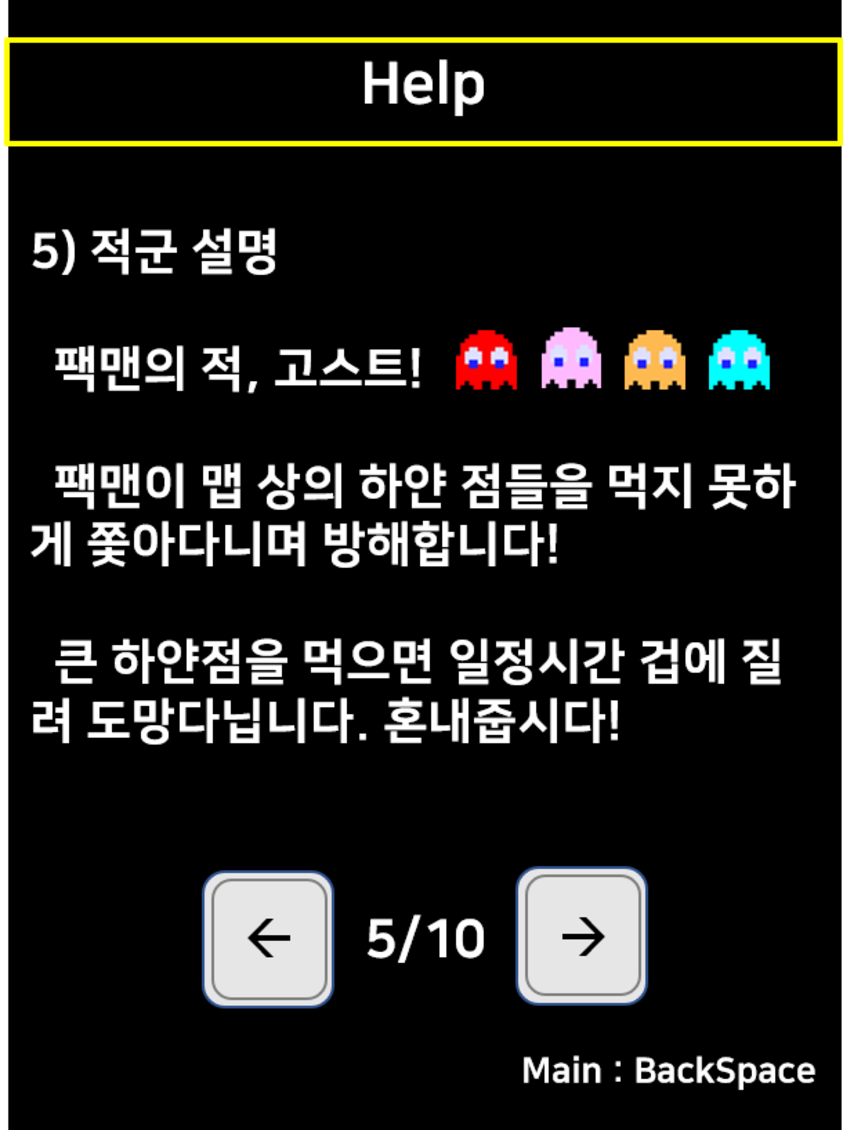 Help
5) 적군 설명
팩맨의 적, 고스트!
팩맨이 맵 상의 하얀 점들을 먹지 못하
게 쫓아다니며 방해합니다!
큰 하얀점을 먹으면 일정시간 겁에 질
려 도망다닙니다. 혼내줍시다!
← 5/10 →
Main : BackSpace